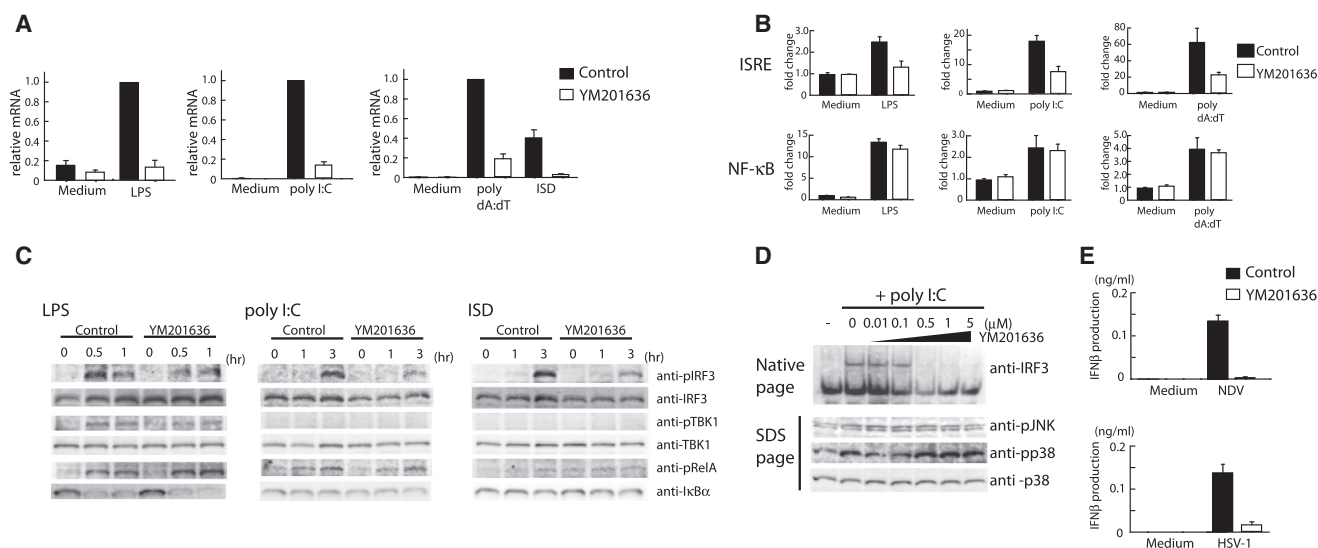 A
relative mRNA
1.0
0.8
0.6
0.4
0.2
0
Medium
LPS
relative mRNA
1.0
0.8
0.6
0.4
0.2
0
Medium
poly I:C
relative mRNA
1.0
0.8
0.6
0.4
0.2
0
Medium
poly
dA:dT
ISD
Control
YM201636
B
ISRE
fold change
3.0
2.0
1.0
0.0
Medium
LPS
fold change
20
10
0
Medium
poly I:C
fold change
80
60
40
20
0
Medium
poly
dA:dT
Control
YM201636
NF-κB
fold change
15
10
5
0
Medium
LPS
fold change
3.0
2.0
1.0
0
Medium
poly I:C
fold change
5.0
4.0
3.0
2.0
1.0
0
Medium
poly
dA:dT
C
LPS
Control YM201636
0 0.5 1 0 0.5 1 (hr)
poly I:C
Control YM201636
0 1 3 0 1 3 (hr)
ISD
Control YM201636
0 1 3 0 1 3 (hr)
anti-pIRF3
anti-IRF3
anti-pTBK1
anti-TBK1
anti-pRelA
anti-IκBα
D
+ poly I:C
- 0 0.01 0.1 0.5 1 5 (μM)
YM201636
Native
page
anti-IRF3
SDS
page
anti-pJNK
anti-pp38
anti -p38
E
Control
YM201636
(ng/ml)
IFNβ production
0.2
0.1
0
Medium
NDV
(ng/ml)
IFNβ production
0.2
0.1
0
Medium
HSV-1